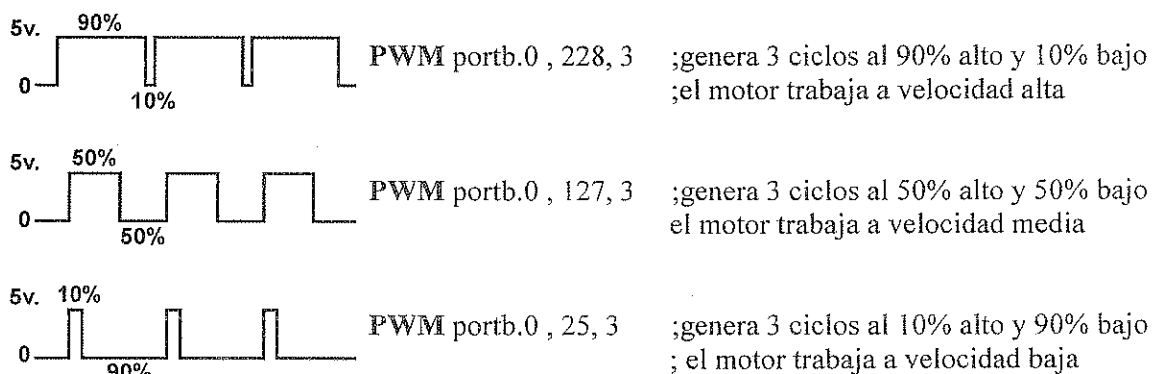 5v. 90%
PWM portb.0 , 228, 3 ;genera 3 ciclos al 90% alto y 10% bajo
0
10%
;el motor trabaja a velocidad alta
5v. 50%
PWM portb.0 , 127, 3 ;genera 3 ciclos al 50% alto y 50% bajo
0
50%
el motor trabaja a velocidad media
5v. 10%
PWM portb.0 , 25, 3 ;genera 3 ciclos al 10% alto y 90% bajo
0
90%
; el motor trabaja a velocidad baja